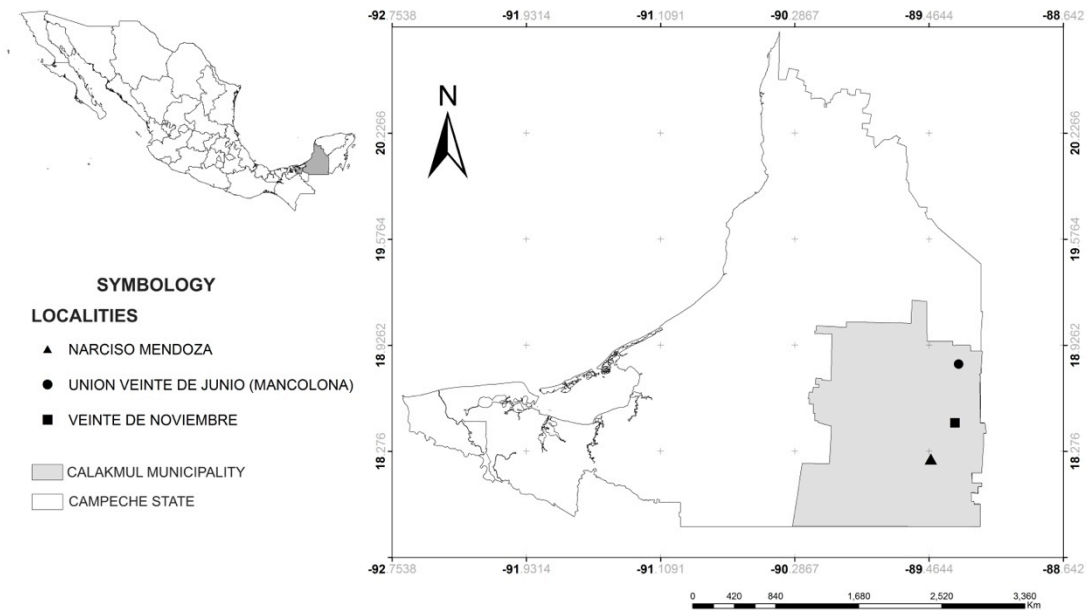 -92.7538 -91.9314 -91.1091 -90.2867 -89.4644 -88.642
N
20.2266 20.2266
19.5764 19.5764
18.9262 18.9262
18.276 18.276
SYMBOLOGY
LOCALITIES
NARCISO MENDOZA
UNION VEINTE DE JUNIO (MANCOLONA)
VEINTE DE NOVIEMBRE
CALAKMUL MUNICIPALITY
CAMPECHE STATE
-92.7538 -91.9314 -91.1091 -90.2867 -89.4644 -88.642
0 420 840 1,680 2,520 3,360
Km